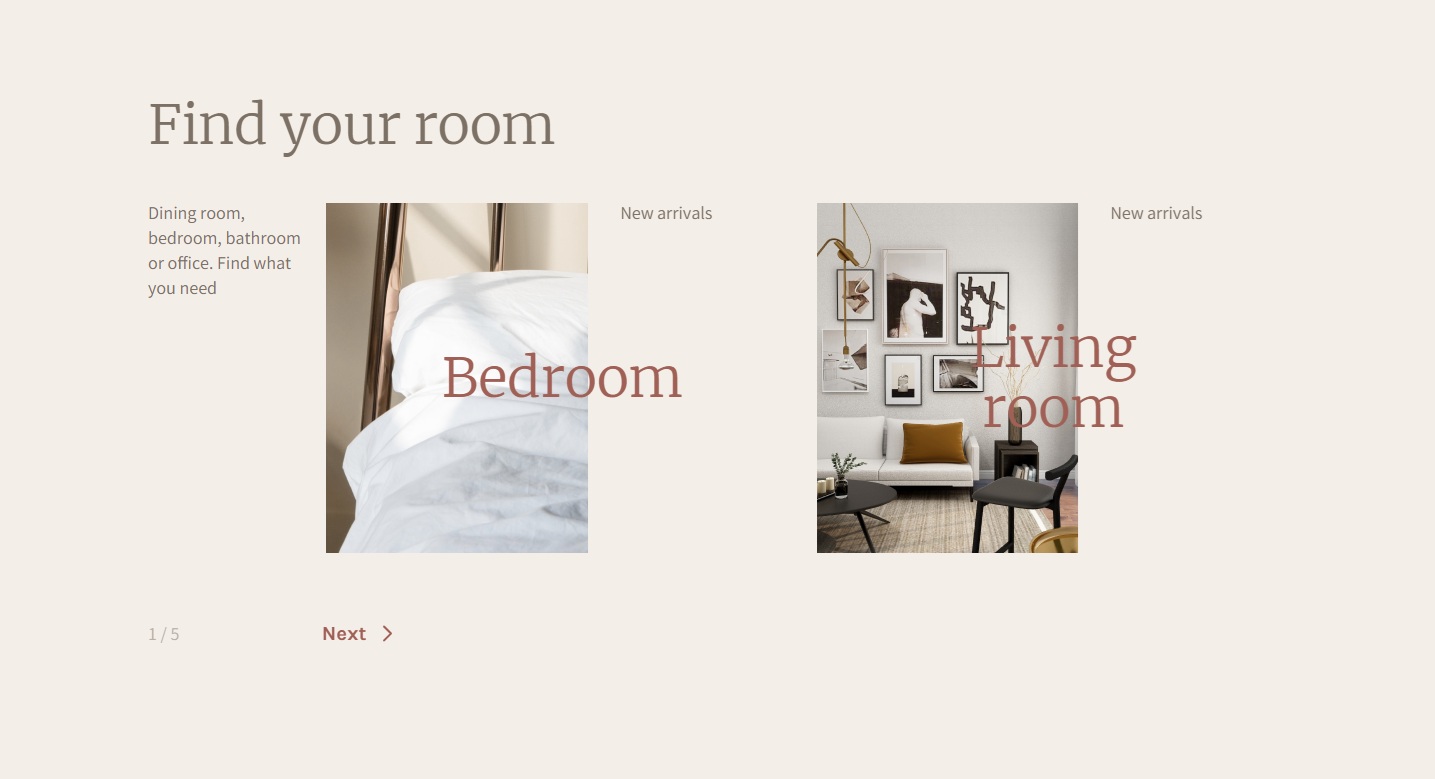 Find your room
Dining room,
bedroom, bathroom
or office. Find what
you need
Bedroom
New arrivals
Living
room
New arrivals
1 / 5
Next